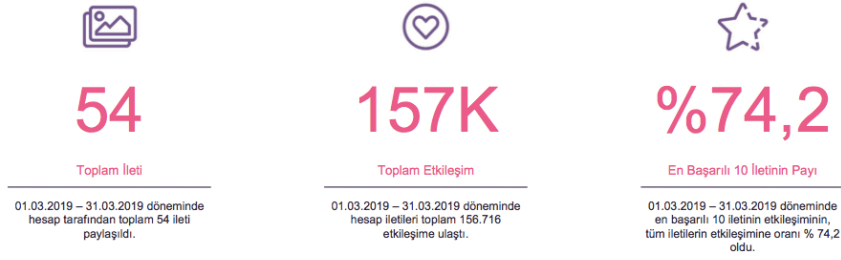 54
Toplam İleti
01.03.2019 – 31.03.2019 döneminde
hesap tarafından toplam 54 ileti
paylaşıldı.
157K
Toplam Etkileşim
01.03.2019 – 31.03.2019 döneminde
hesap iletileri toplam 156.716
etkileşime ulaştı.
%74,2
En Başarılı 10 İletinin Payı
01.03.2019 – 31.03.2019 döneminde
en başarılı 10 iletinin etkileşiminin,
tüm iletilerin etkileşimine oranı % 74,2
oldu.